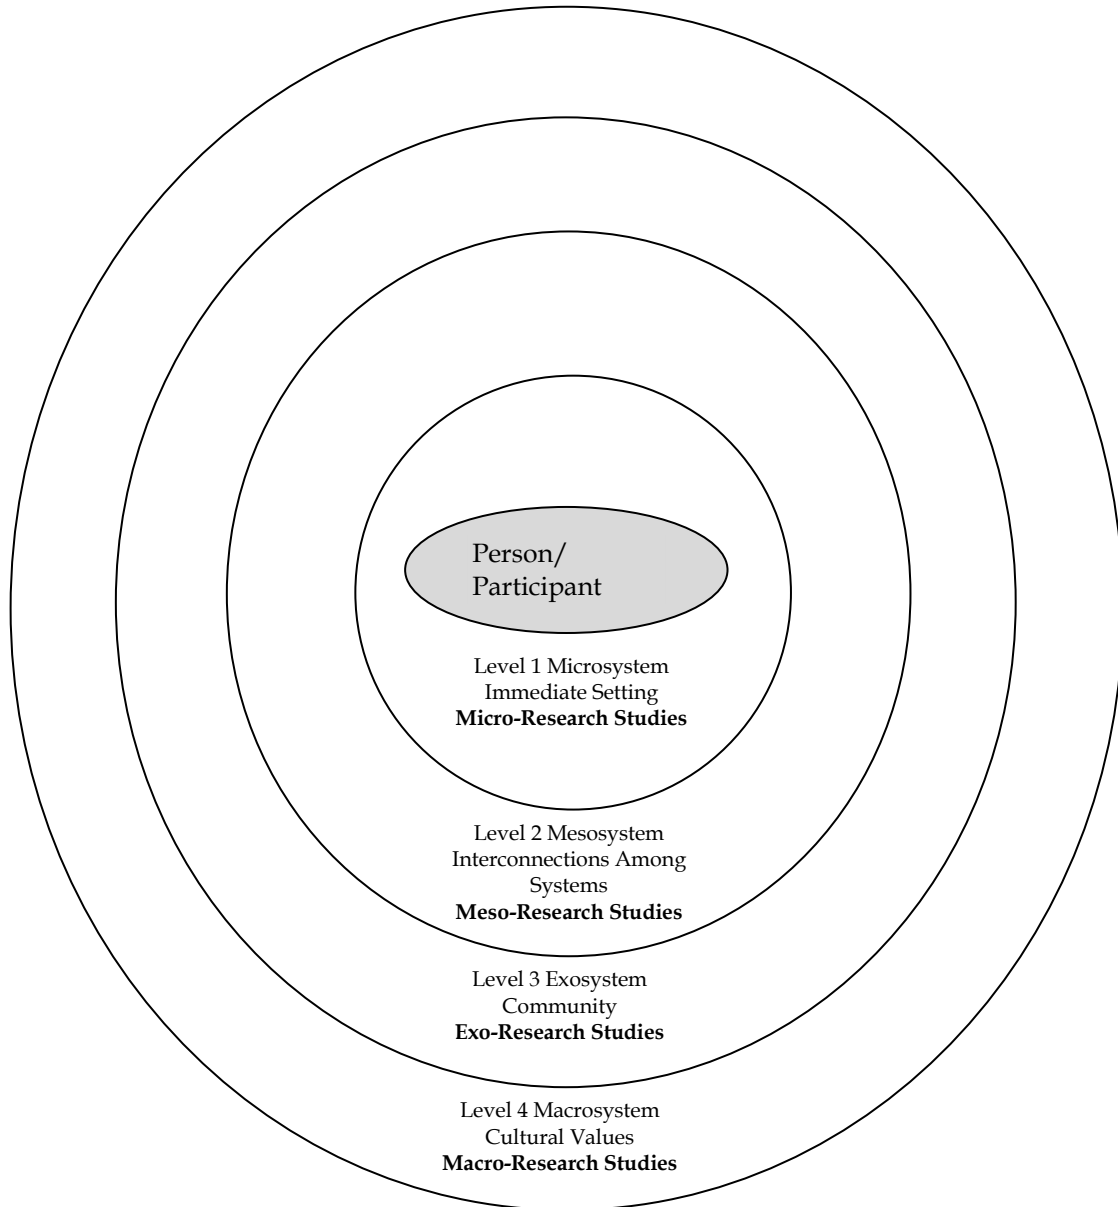 Person/
Participant
Level 1 Microsystem
Immediate Setting
Micro-Research Studies
Level 2 Mesosystem
Interconnections Among
Systems
Meso-Research Studies
Level 3 Exosystem
Community
Exo-Research Studies
Level 4 Macrosystem
Cultural Values
Macro-Research Studies